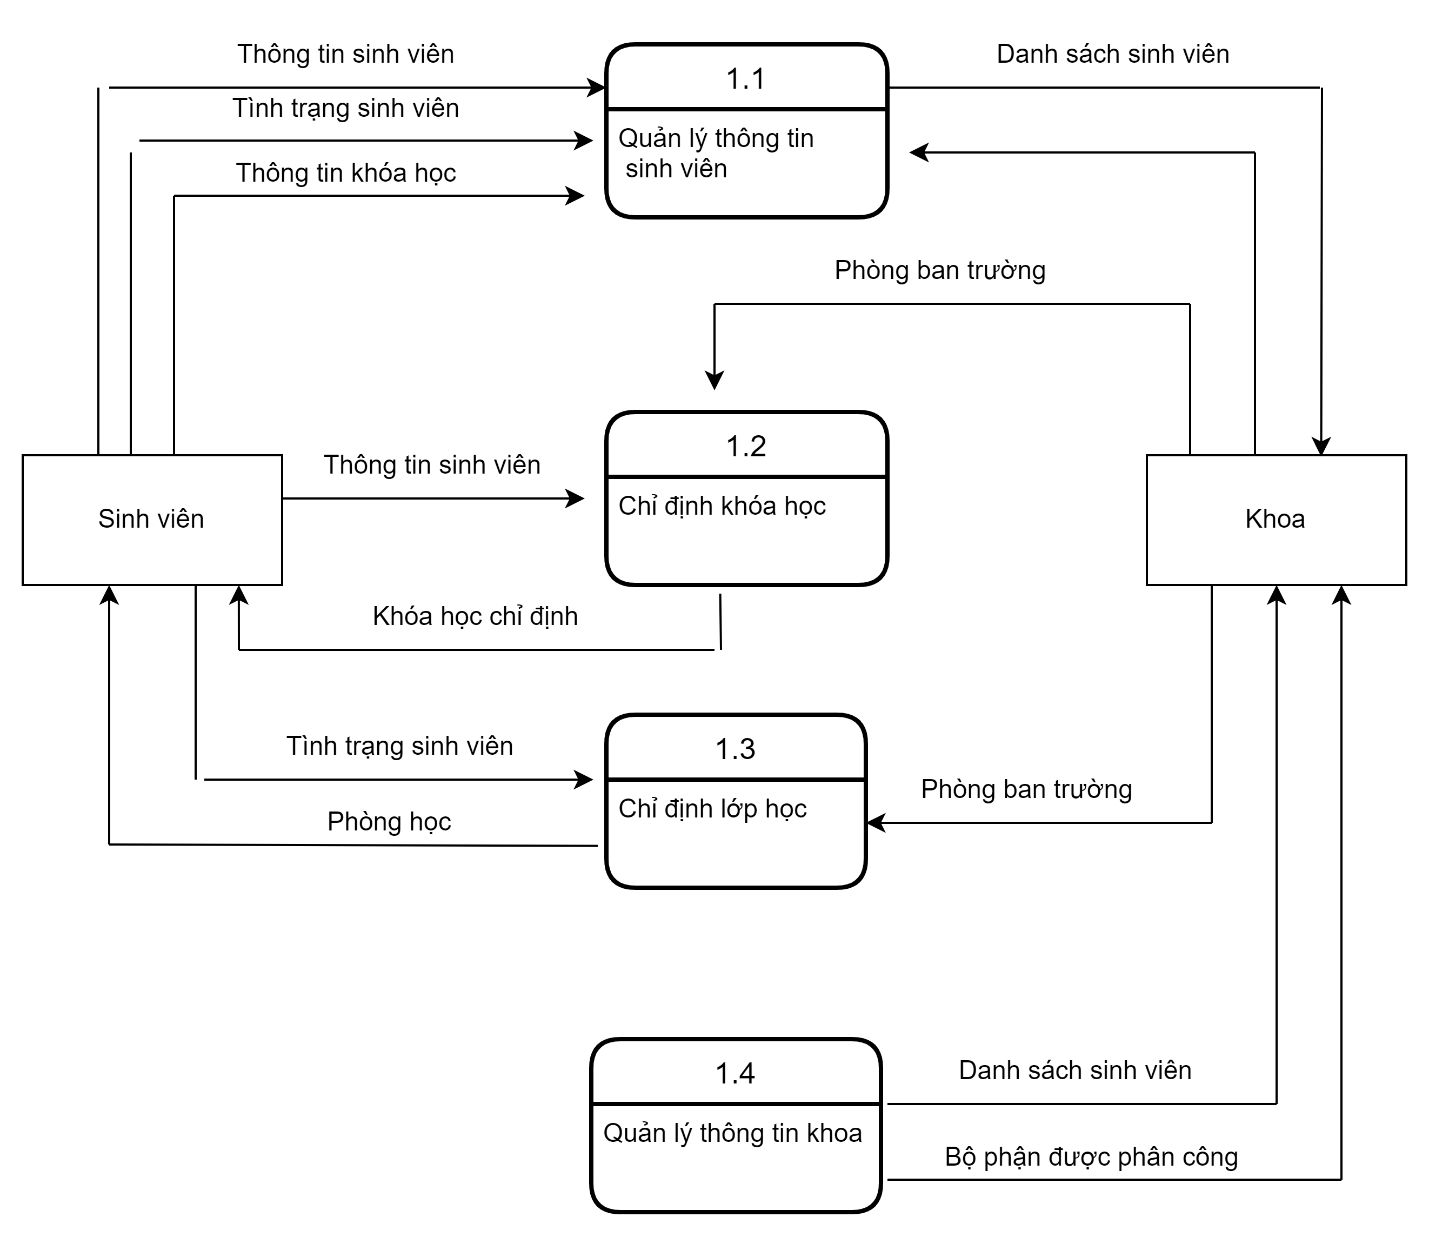 Thông tin sinh viên
Danh sách sinh viên
1.1
Tình trạng sinh viên
Quản lý thông tin
sinh viên
Thông tin khóa học
Phòng ban trường
1.2
Thông tin sinh viên
Chỉ định khóa học
Sinh viên
Khoa
Khóa học chỉ định
Tình trạng sinh viên
1.3
Phòng ban trường
Chỉ định lớp học
Phòng học
1.4
Danh sách sinh viên
Quản lý thông tin khoa
Bộ phận được phân công